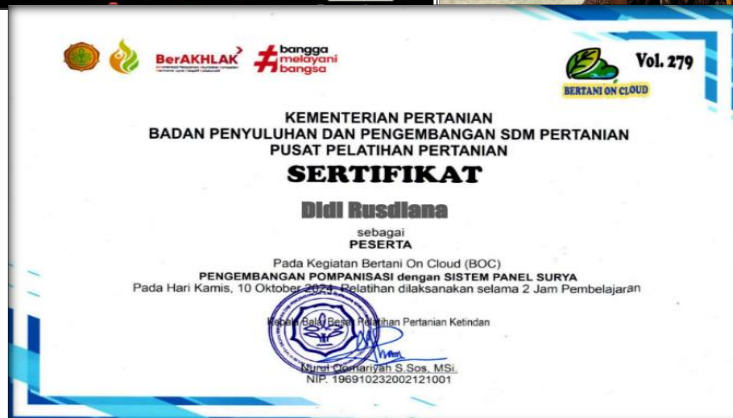 BerAKHLAK
bangga
melayani
bangsa
BERTANI ON CLOUD
Vol. 279
KEMENTERIAN PERTANIAN
BADAN PENYULUHAN DAN PENGEMBANGAN SDM PERTANIAN
PUSAT PELATIHAN PERTANIAN
SERTIFIKAT
Didi Rusdiana
sebagai
PESERTA
Pada Kegiatan Bertani On Cloud (BOC)
PENGEMBANGAN POMPANISASI dengan SISTEM PANEL SURYA
Pada Hari Kamis, 10 Oktober 2024, Pelatihan dilaksanakan selama 2 Jam Pembelajaran
Kepala Balai Besar Pelatihan Pertanian Ketindan
Nurul Qomariyah S.Sos, MSi.
NIP. 196910232002121001